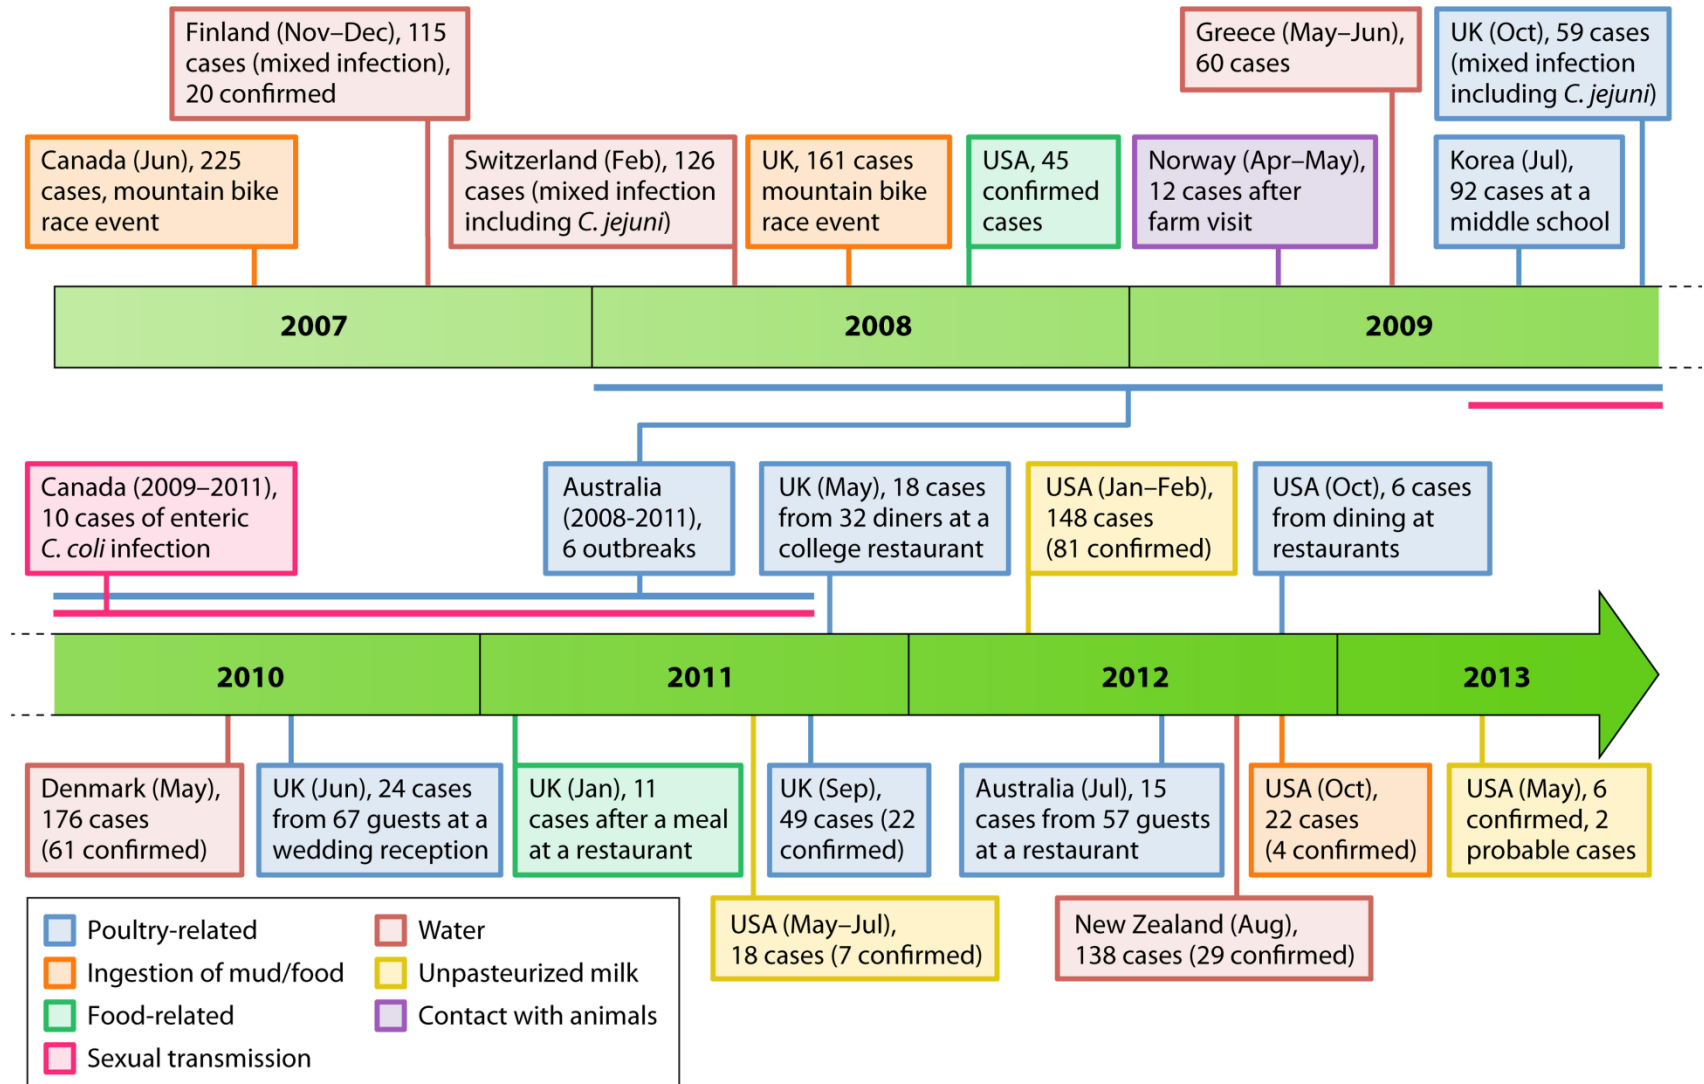 Finland (Nov–Dec), 115
cases (mixed infection),
20 confirmed
Greece (May–Jun),
60 cases
UK (Oct), 59 cases
(mixed infection
including C. jejuni)
Canada (Jun), 225
cases, mountain bike
race event
Switzerland (Feb), 126
cases (mixed infection
including C. jejuni)
UK, 161 cases
mountain bike
race event
USA, 45
confirmed
cases
Norway (Apr–May),
12 cases after
farm visit
Korea (Jul),
92 cases at a
middle school
2007
2008
2009
Canada (2009–2011),
10 cases of enteric
C. coli infection
Australia
(2008-2011),
6 outbreaks
UK (May), 18 cases
from 32 diners at a
college restaurant
USA (Jan–Feb),
148 cases
(81 confirmed)
USA (Oct), 6 cases
from dining at
restaurants
2010
2011
2012
2013
Denmark (May),
176 cases
(61 confirmed)
UK (Jun), 24 cases
from 67 guests at a
wedding reception
UK (Jan), 11
cases after a meal
at a restaurant
UK (Sep),
49 cases (22
confirmed)
Australia (Jul), 15
cases from 57 guests
at a restaurant
USA (Oct),
22 cases
(4 confirmed)
USA (May), 6
confirmed, 2
probable cases
USA (May–Jul),
18 cases (7 confirmed)
New Zealand (Aug),
138 cases (29 confirmed)
Poultry-related
Ingestion of mud/food
Food-related
Sexual transmission
Water
Unpasteurized milk
Contact with animals